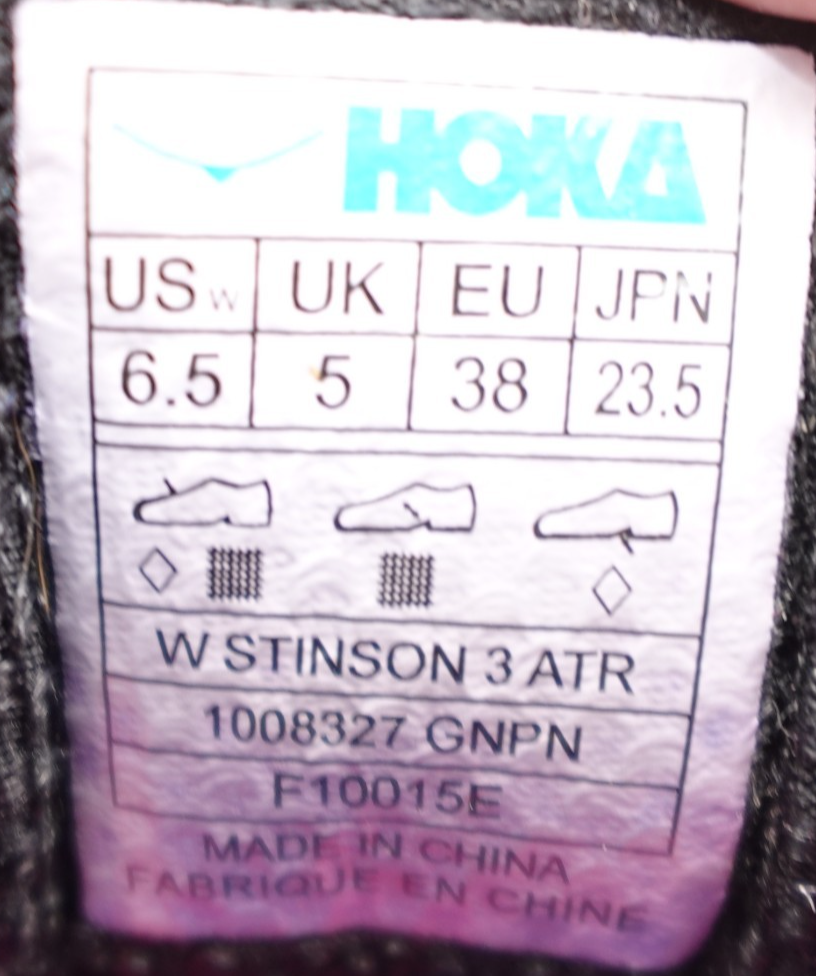 HOKA
USw UK EU JPN
6.5 5 38 23.5
W STINSON 3 ATR
1008327 GNPN
F10015E
MADE IN CHINA
FABRIQUE EN CHINE